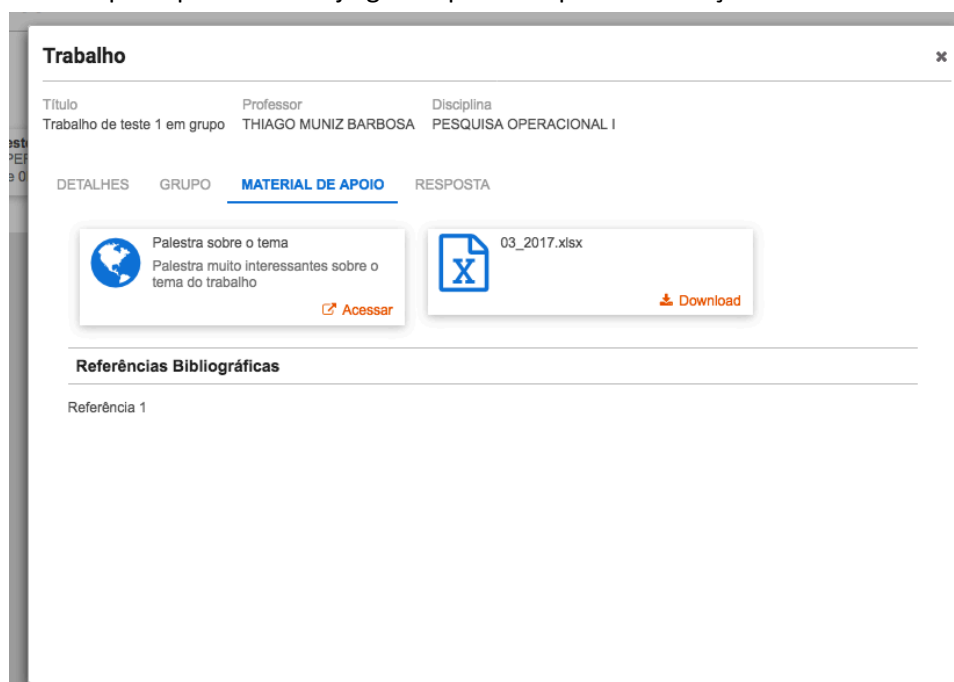 Trabalho
Título Professor Disciplina
Trabalho de teste 1 em grupo THIAGO MUNIZ BARBOSA PESQUISA OPERACIONAL I
DETALHES GRUPO MATERIAL DE APOIO RESPOSTA
Palestra sobre o tema
Palestra muito interessantes sobre o
tema do trabalho
Acessar
03_2017.xlsx
Download
Referências Bibliográficas
Referência 1